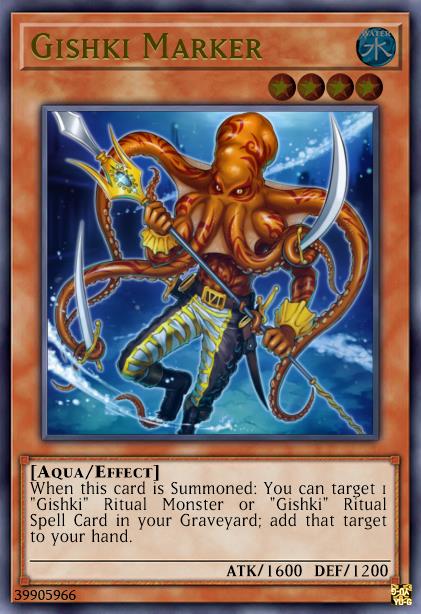 Gishki Marker
WATER
水
[Aqua/Effect]
When this card is Summoned: You can target 1
"Gishki" Ritual Monster or "Gishki" Ritual
Spell Card in your Graveyard; add that target
to your hand.
ATK/1600 DEF/1200
39905966